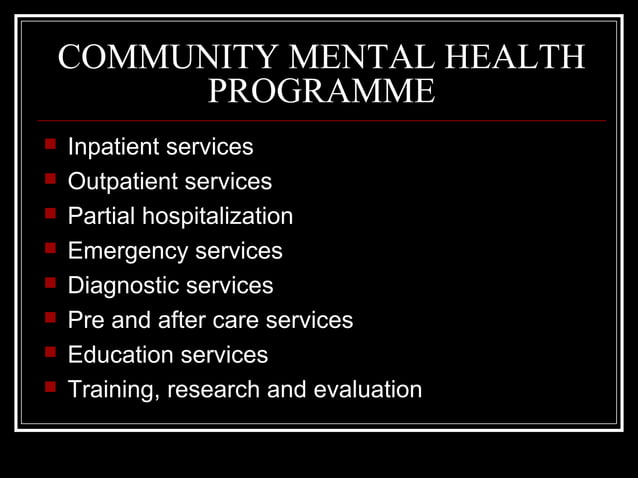 COMMUNITY MENTAL HEALTH
PROGRAMME
Inpatient services
Outpatient services
Partial hospitalization
Emergency services
Diagnostic services
Pre and after care services
Education services
Training, research and evaluation